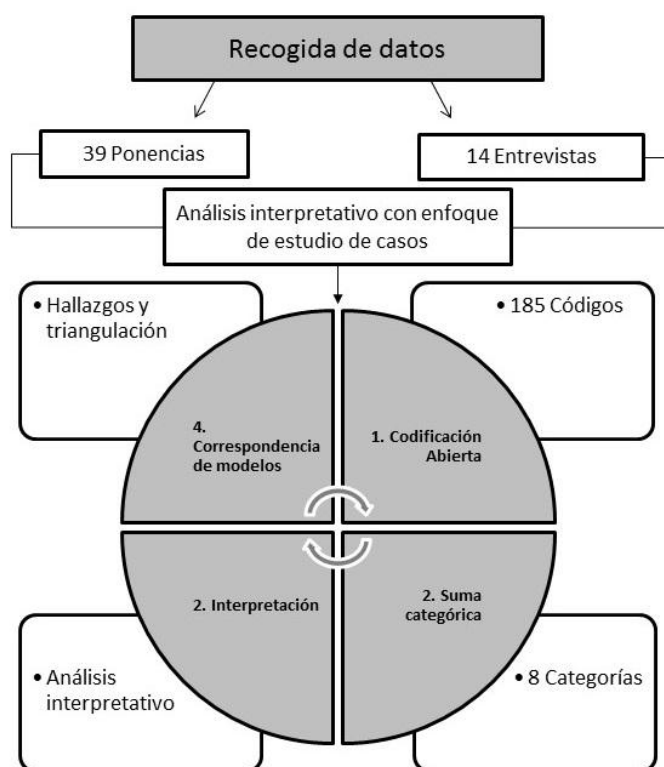 Recogida de datos
39 Ponencias
14 Entrevistas
Análisis interpretativo con enfoque
de estudio de casos
• Hallazgos y
triangulación
• 185 Códigos
4.
Correspondencia
de modelos
1. Codificación
Abierta
2. Interpretación
2. Suma
categórica
• Análisis
interpretativo
• 8 Categorías